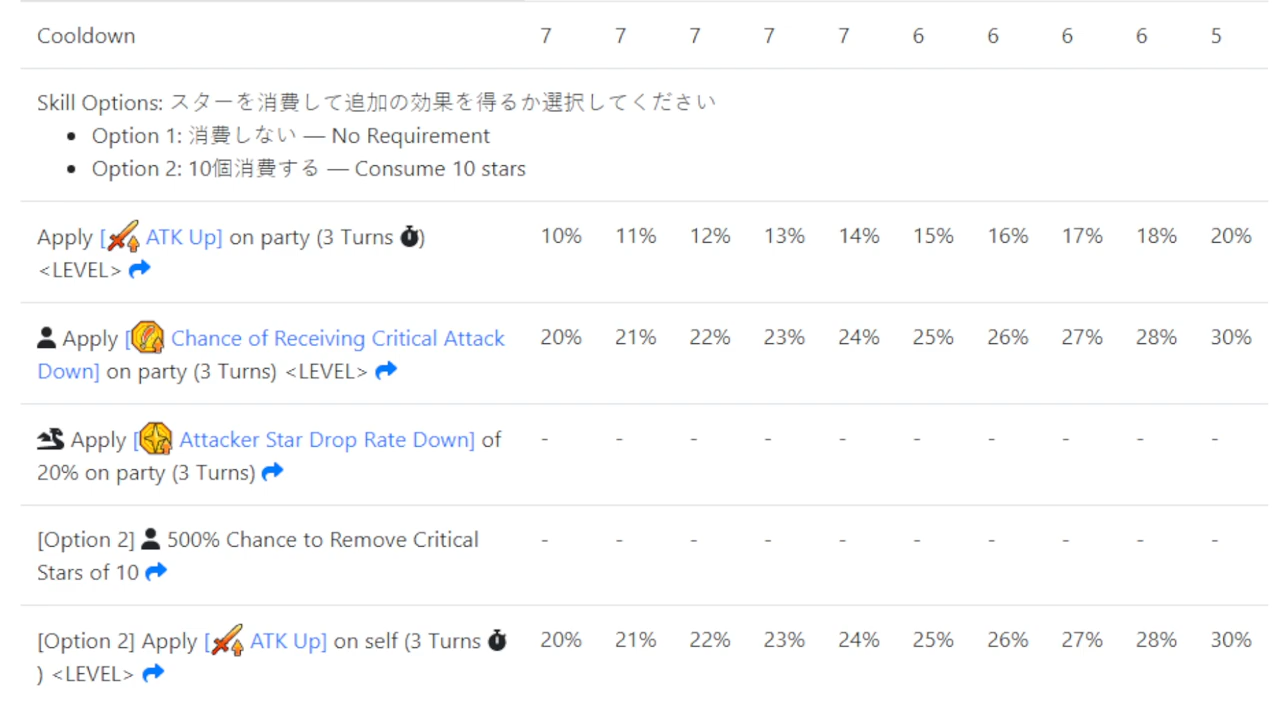 Cooldown 7 7 7 7 7 6 6 6 6 5
Skill Options: スターを消費して追加の効果を得るか選択してください
• Option 1: 消費しない — No Requirement
• Option 2: 10個消費する — Consume 10 stars
Apply [ATK Up] on party (3 Turns ) 10% 11% 12% 13% 14% 15% 16% 17% 18% 20%
<LEVEL>
Apply [Chance of Receiving Critical Attack 20% 21% 22% 23% 24% 25% 26% 27% 28% 30%
Down] on party (3 Turns) <LEVEL>
Apply [Attacker Star Drop Rate Down] of - - - - - - - - - -
20% on party (3 Turns)
[Option 2] 500% Chance to Remove Critical - - - - - - - - - -
Stars of 10
[Option 2] Apply [ATK Up] on self (3 Turns 20% 21% 22% 23% 24% 25% 26% 27% 28% 30%
) <LEVEL>